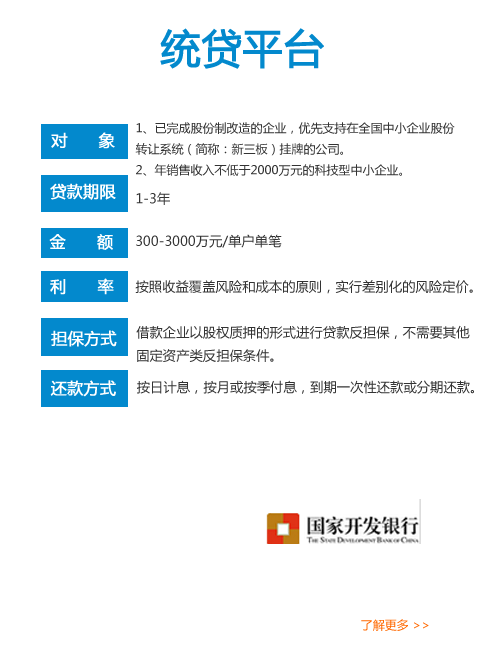 统贷平台
对 象
1、已完成股份制改造的企业，优先支持在全国中小企业股份
转让系统（简称：新三板）挂牌的公司。
2、年销售收入不低于2000万元的科技型中小企业。
贷款期限
1-3年
金 额
300-3000万元/单户单笔
利 率
按照收益覆盖风险和成本的原则，实行差别化的风险定价。
担保方式
借款企业以股权质押的形式进行贷款反担保，不需要其他
固定资产类反担保条件。
还款方式
按日计息，按月或按季付息，到期一次性还款或分期还款。
国家开发银行
THE STATE DEVELOPMENT BANK OF CHINA
了解更多 >>